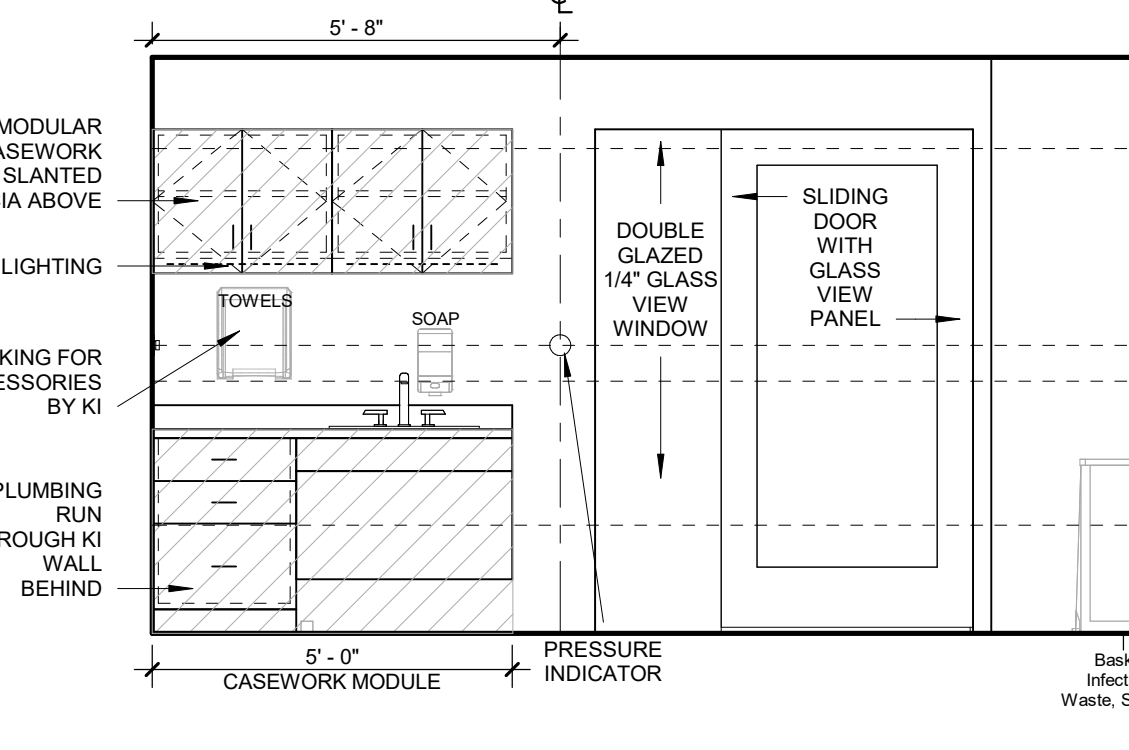 ℄
5' - 8"
MODULAR
ASEWORK
SLANTED
IA ABOVE
LIGHTING
TOWELS
SOAP
KING FOR
ESSORIES
BY KI
PLUMBING
RUN
ROUGH KI
WALL
BEHIND
DOUBLE
GLAZED
1/4" GLASS
VIEW
WINDOW
SLIDING
DOOR
WITH
GLASS
VIEW
PANEL
5' - 0"
CASEWORK MODULE
PRESSURE
INDICATOR
Bask
Infect
Waste, S